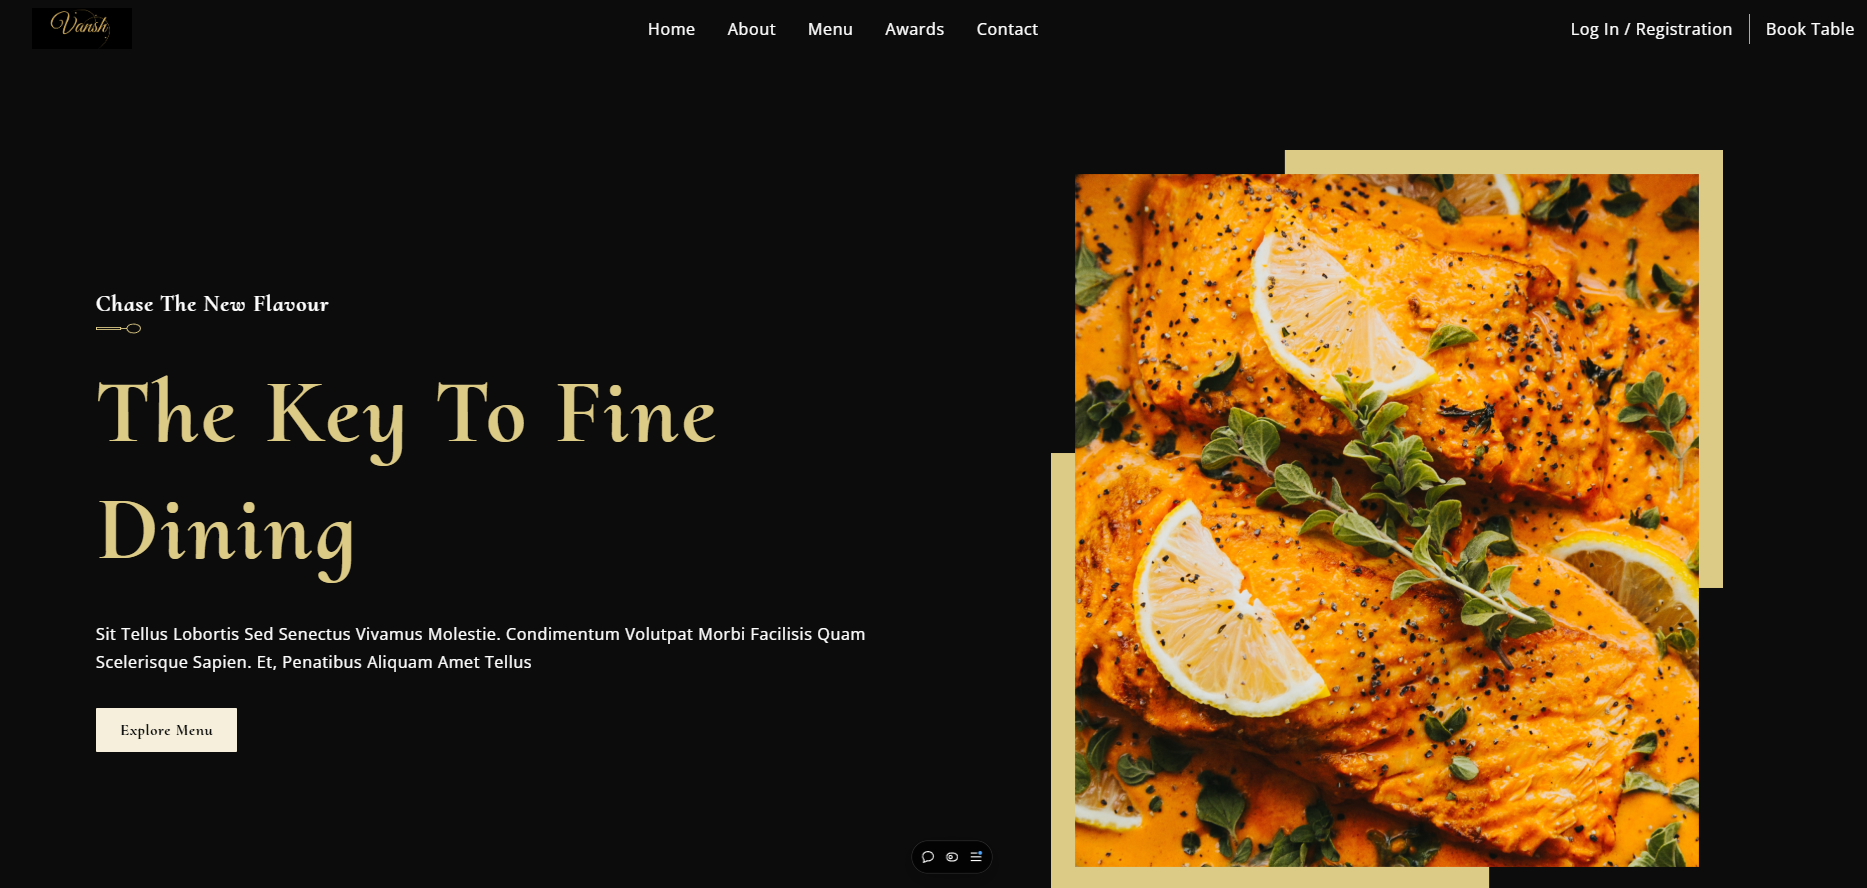 Vansh
Home About Menu Awards Contact
Log In / Registration Book Table
Chase The New Flavour
The Key To Fine
Dining
Sit Tellus Lobortis Sed Senectus Vivamus Molestie. Condimentum Volutpat Morbi Facilisis Quam
Scelerisque Sapien. Et, Penatibus Aliquam Amet Tellus
Explore Menu